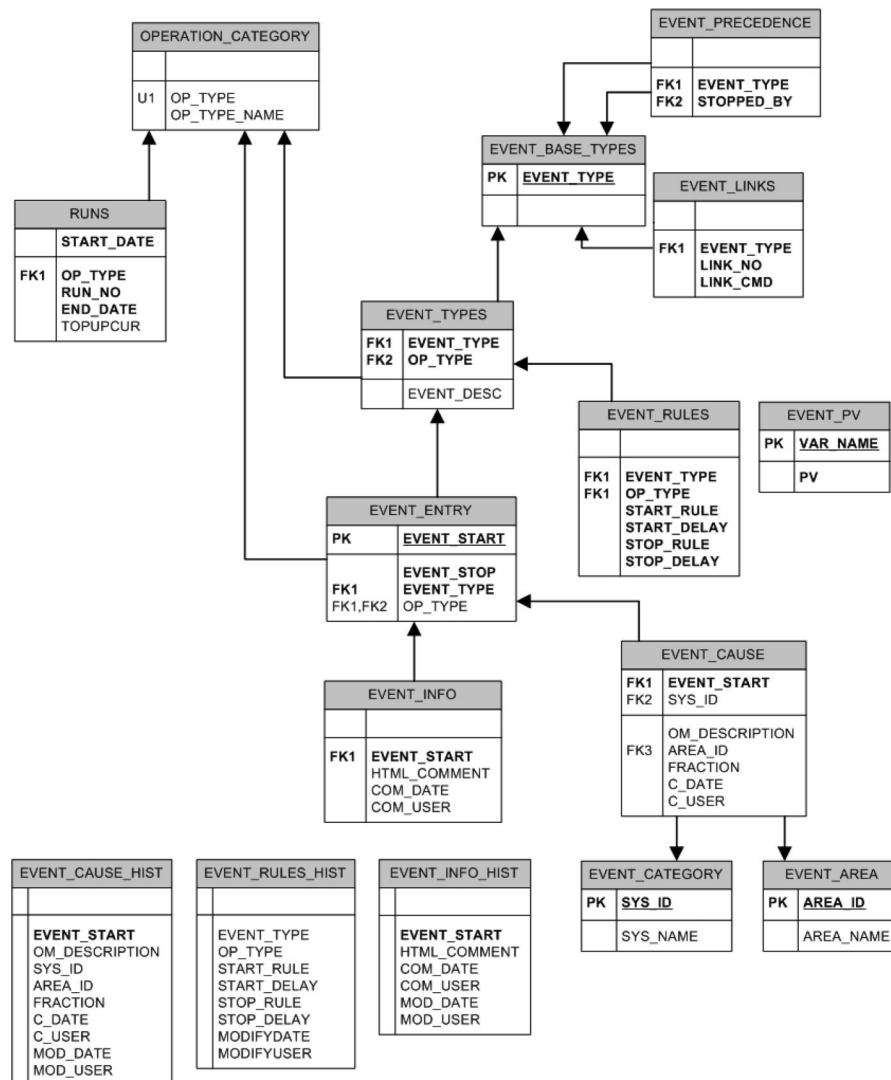 OPERATION_CATEGORY
U1 OP_TYPE
OP_TYPE_NAME
EVENT_PRECEDENCE
FK1 EVENT_TYPE
FK2 STOPPED_BY
EVENT_BASE_TYPES
PK EVENT_TYPE
EVENT_LINKS
FK1 EVENT_TYPE
LINK_NO
LINK_CMD
RUNS
START_DATE
FK1 OP_TYPE
RUN_NO
END_DATE
TOPUPCUR
EVENT_TYPES
FK1 EVENT_TYPE
FK2 OP_TYPE
EVENT_DESC
EVENT_RULES
FK1 EVENT_TYPE
FK1 OP_TYPE
START_RULE
START_DELAY
STOP_RULE
STOP_DELAY
EVENT_PV
PK VAR_NAME
PV
EVENT_ENTRY
PK EVENT_START
EVENT_STOP
FK1 EVENT_TYPE
FK1,FK2 OP_TYPE
EVENT_CAUSE
FK1 EVENT_START
FK2 SYS_ID
OM_DESCRIPTION
FK3 AREA_ID
FRACTION
C_DATE
C_USER
EVENT_INFO
FK1 EVENT_START
HTML_COMMENT
COM_DATE
COM_USER
EVENT_CAUSE_HIST
EVENT_START
OM_DESCRIPTION
SYS_ID
AREA_ID
FRACTION
C_DATE
C_USER
MOD_DATE
MOD_USER
EVENT_RULES_HIST
EVENT_TYPE
OP_TYPE
START_RULE
START_DELAY
STOP_RULE
STOP_DELAY
MODIFYDATE
MODIFYUSER
EVENT_INFO_HIST
EVENT_START
HTML_COMMENT
COM_DATE
COM_USER
MOD_DATE
MOD_USER
EVENT_CATEGORY
PK SYS_ID
SYS_NAME
EVENT_AREA
PK AREA_ID
AREA_NAME